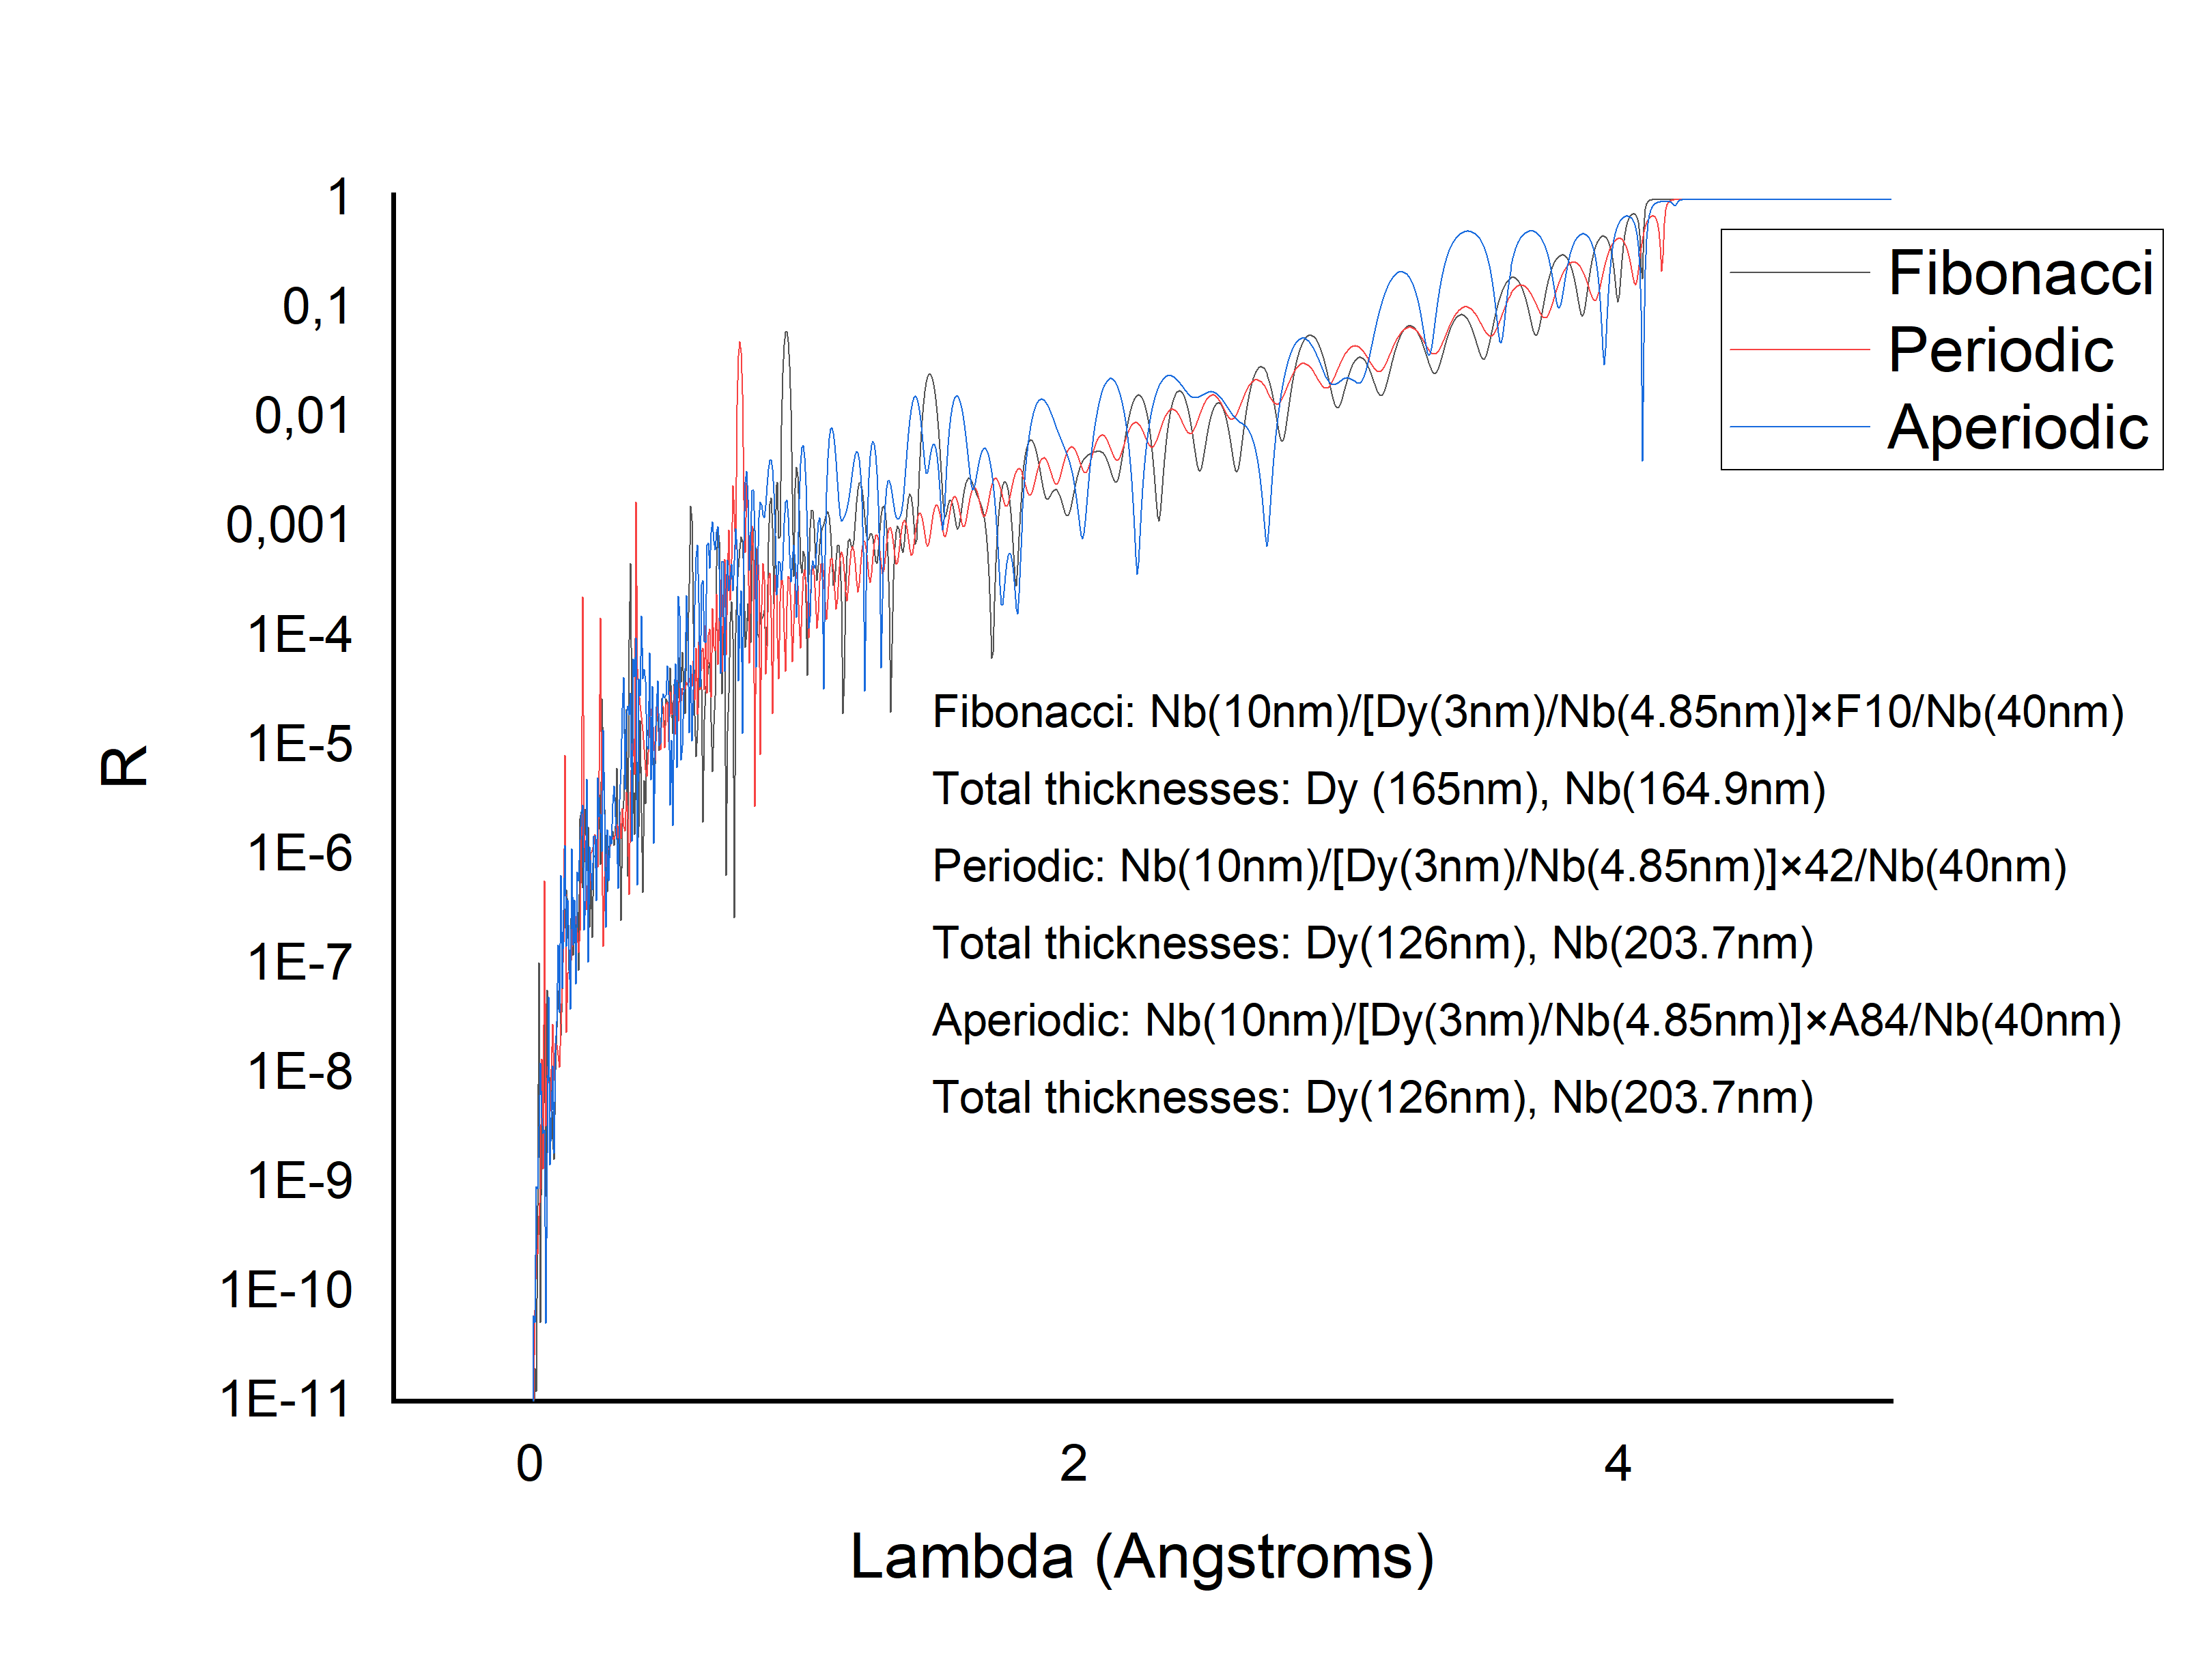 1
0,1
0,01
0,001
1E-4
1E-5
1E-6
1E-7
1E-8
1E-9
1E-10
1E-11
R
0 2 4
Lambda (Angstroms)
Fibonacci
Periodic
Aperiodic
Fibonacci: Nb(10nm)/[Dy(3nm)/Nb(4.85nm)]×F10/Nb(40nm)
Total thicknesses: Dy (165nm), Nb(164.9nm)
Periodic: Nb(10nm)/[Dy(3nm)/Nb(4.85nm)]×42/Nb(40nm)
Total thicknesses: Dy(126nm), Nb(203.7nm)
Aperiodic: Nb(10nm)/[Dy(3nm)/Nb(4.85nm)]×A84/Nb(40nm)
Total thicknesses: Dy(126nm), Nb(203.7nm)